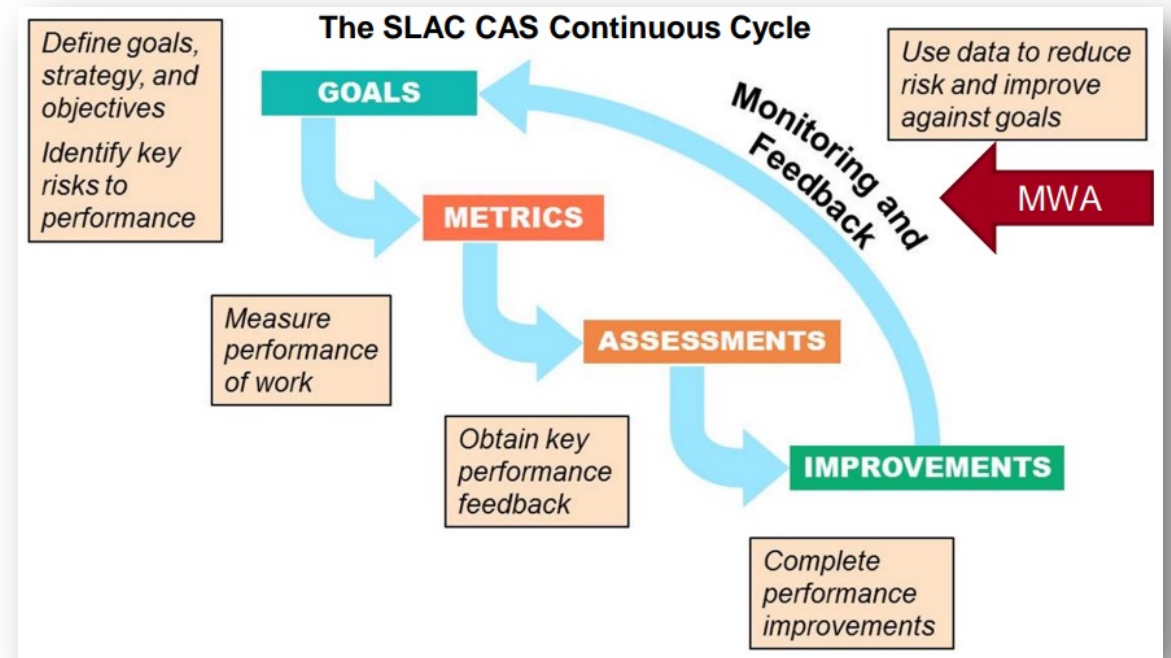 The SLAC CAS Continuous Cycle
Define goals,
strategy, and
objectives
Identify key
risks to
performance
GOALS
Use data to reduce
risk and improve
against goals
Monitoring and
Feedback
MWA
METRICS
Measure
performance
of work
ASSESSMENTS
Obtain key
performance
feedback
IMPROVEMENTS
Complete
performance
improvements